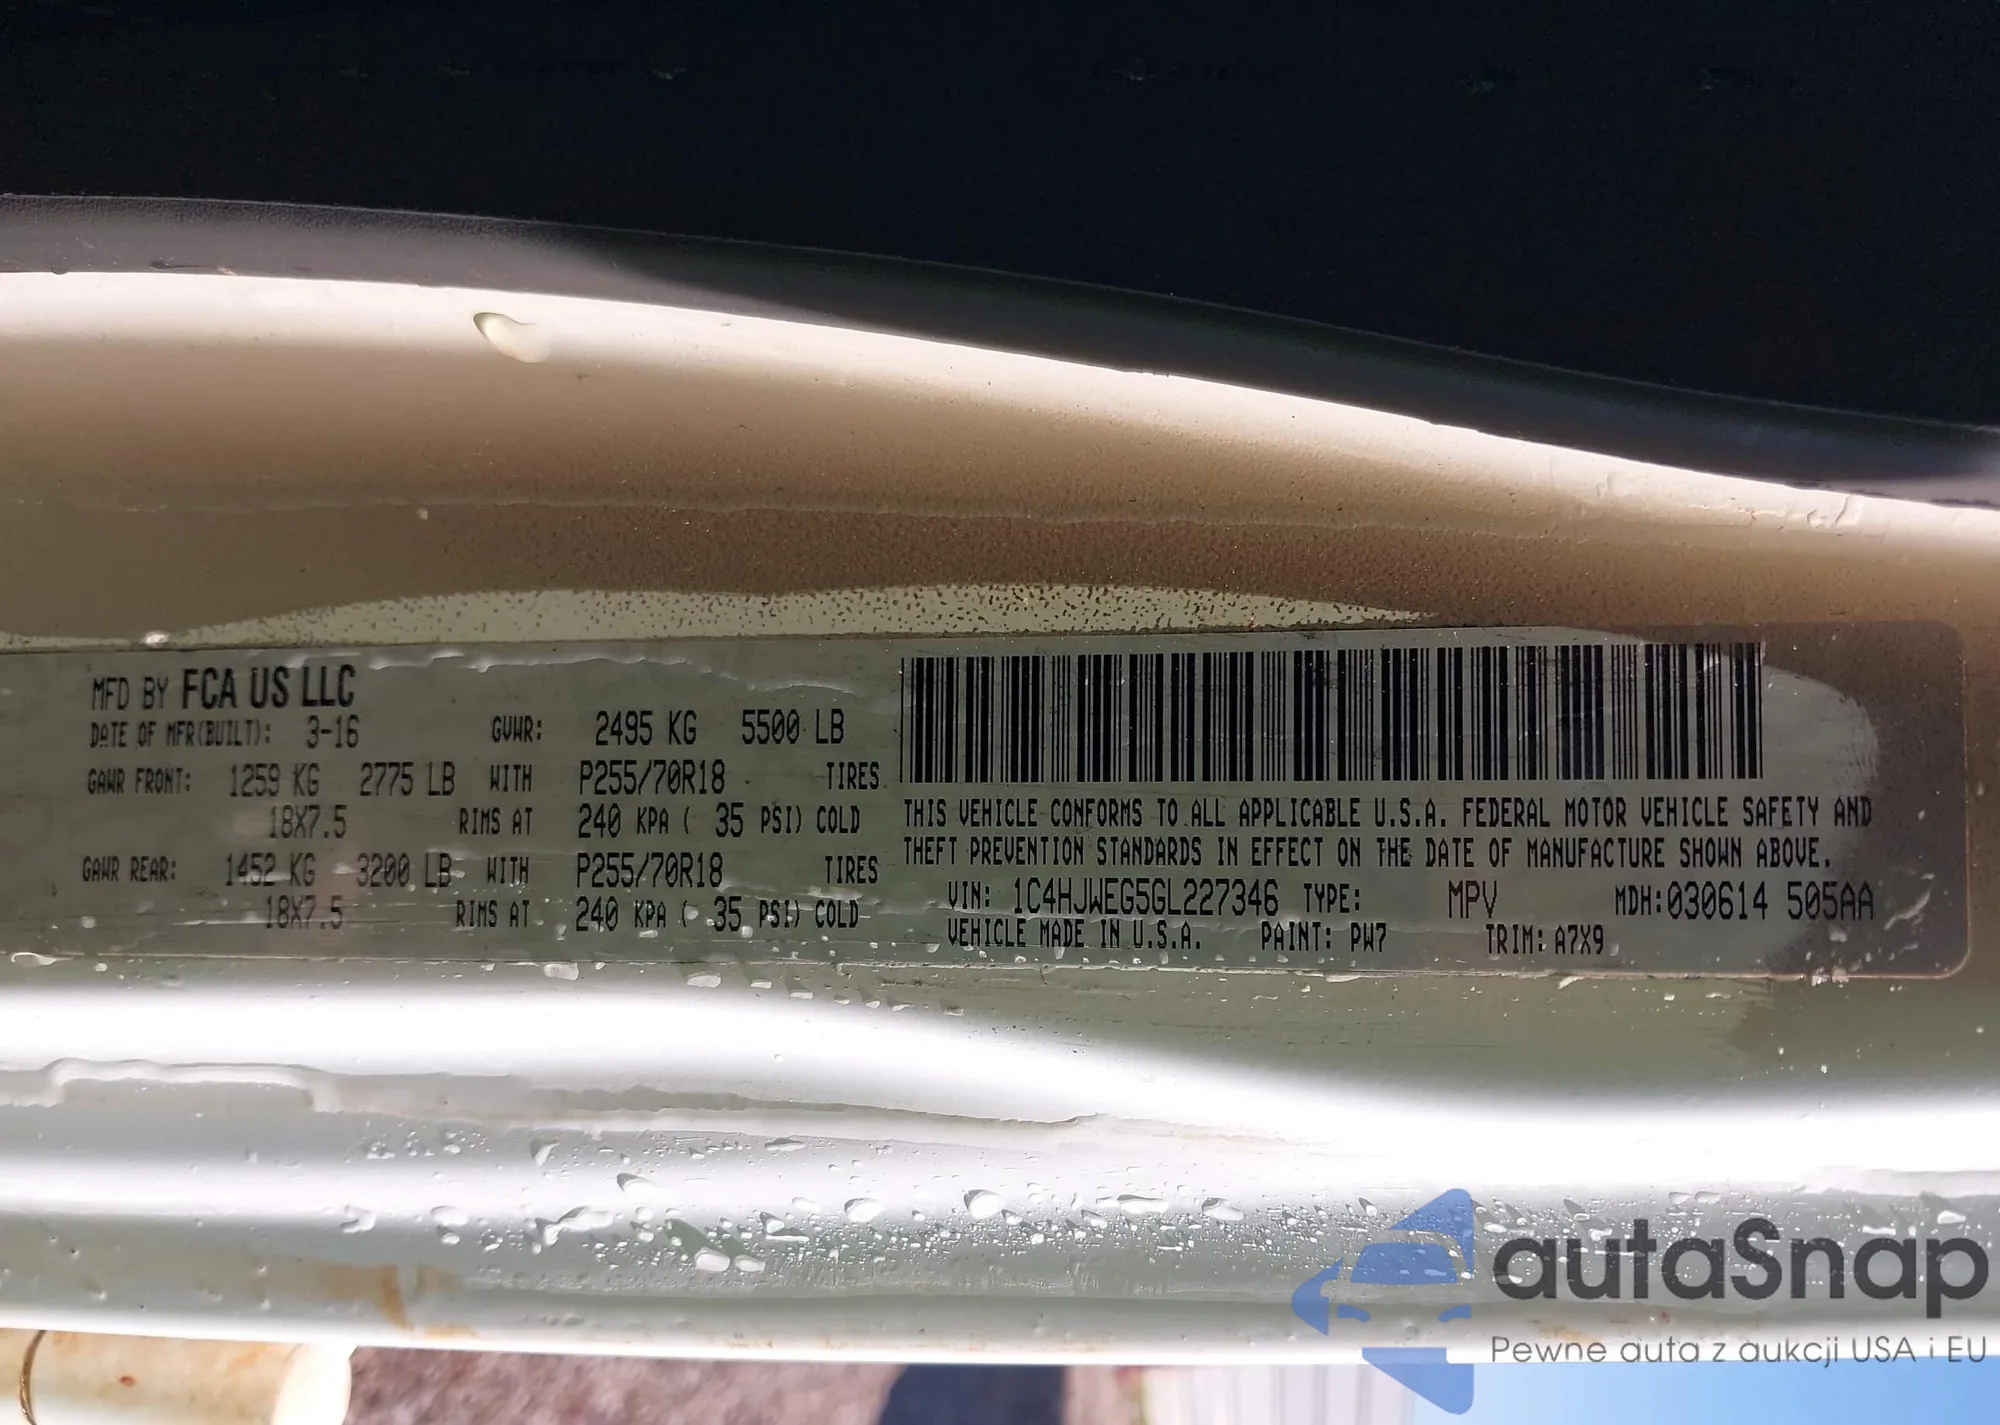 MFD BY FCA US LLC
DATE OF MFR(BUILT): 3-16 GVWR: 2495 KG 5500 LB
GAWR FRONT: 1259 KG 2775 LB WITH P255/70R18 TIRES
18X7.5 RIMS AT 240 KPA ( 35 PSI) COLD
GAWR REAR: 1452 KG 3200 LB WITH P255/70R18 TIRES
18X7.5 RIMS AT 240 KPA ( 35 PSI) COLD
THIS VEHICLE CONFORMS TO ALL APPLICABLE U.S.A. FEDERAL MOTOR VEHICLE SAFETY AND
THEFT PREVENTION STANDARDS IN EFFECT ON THE DATE OF MANUFACTURE SHOWN ABOVE.
VIN: 1C4HJWEG5GL227346 TYPE: MPV MDH:030614 505AA
VEHICLE MADE IN U.S.A. PAINT: PW7 TRIM: A7X9
autaSnap
Pewne auta z aukcji USA i EU